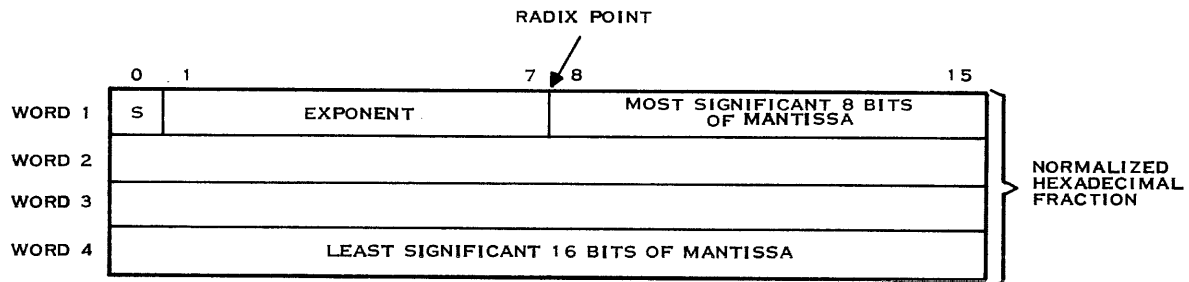 RADIX POINT
0 1 7 8 15
WORD 1 S EXPONENT MOST SIGNIFICANT 8 BITS
OF MANTISSA
WORD 2
WORD 3
WORD 4 LEAST SIGNIFICANT 16 BITS OF MANTISSA
NORMALIZED
HEXADECIMAL
FRACTION